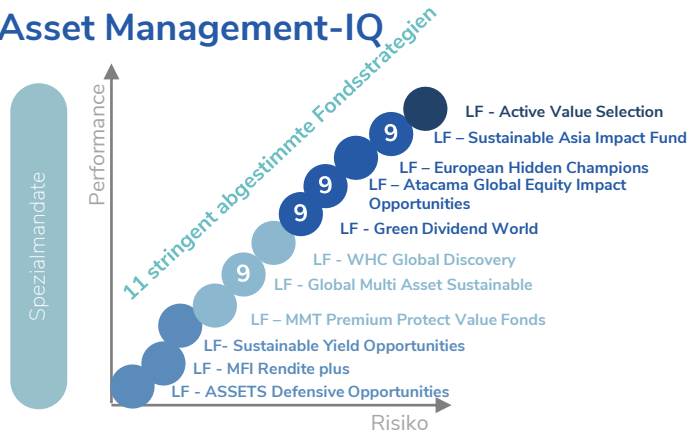 Asset Management-IQ
11 stringent abgestimmte Fondsstrategien
Performance
Spezialmandate
LF - Active Value Selection
9
LF – Sustainable Asia Impact Fund
LF – European Hidden Champions
9
LF – Atacama Global Equity Impact
Opportunities
9
LF - Green Dividend World
LF - WHC Global Discovery
9
LF - Global Multi Asset Sustainable
LF – MMT Premium Protect Value Fonds
LF- Sustainable Yield Opportunities
LF - MFI Rendite plus
LF - ASSETS Defensive Opportunities
Risiko